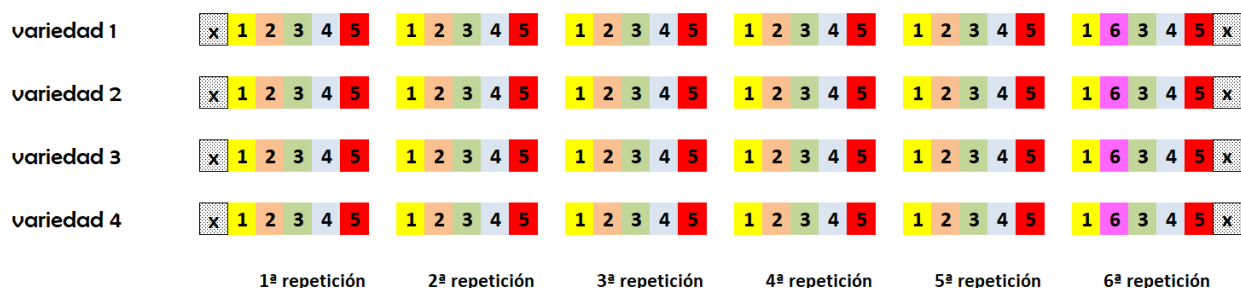 variedad 1 x 1 2 3 4 5 1 2 3 4 5 1 2 3 4 5 1 2 3 4 5 1 2 3 4 5 1 6 3 4 5 x
variedad 2 x 1 2 3 4 5 1 2 3 4 5 1 2 3 4 5 1 2 3 4 5 1 2 3 4 5 1 6 3 4 5 x
variedad 3 x 1 2 3 4 5 1 2 3 4 5 1 2 3 4 5 1 2 3 4 5 1 2 3 4 5 1 6 3 4 5 x
variedad 4 x 1 2 3 4 5 1 2 3 4 5 1 2 3 4 5 1 2 3 4 5 1 2 3 4 5 1 6 3 4 5 x
1ª repetición 2ª repetición 3ª repetición 4ª repetición 5ª repetición 6ª repetición